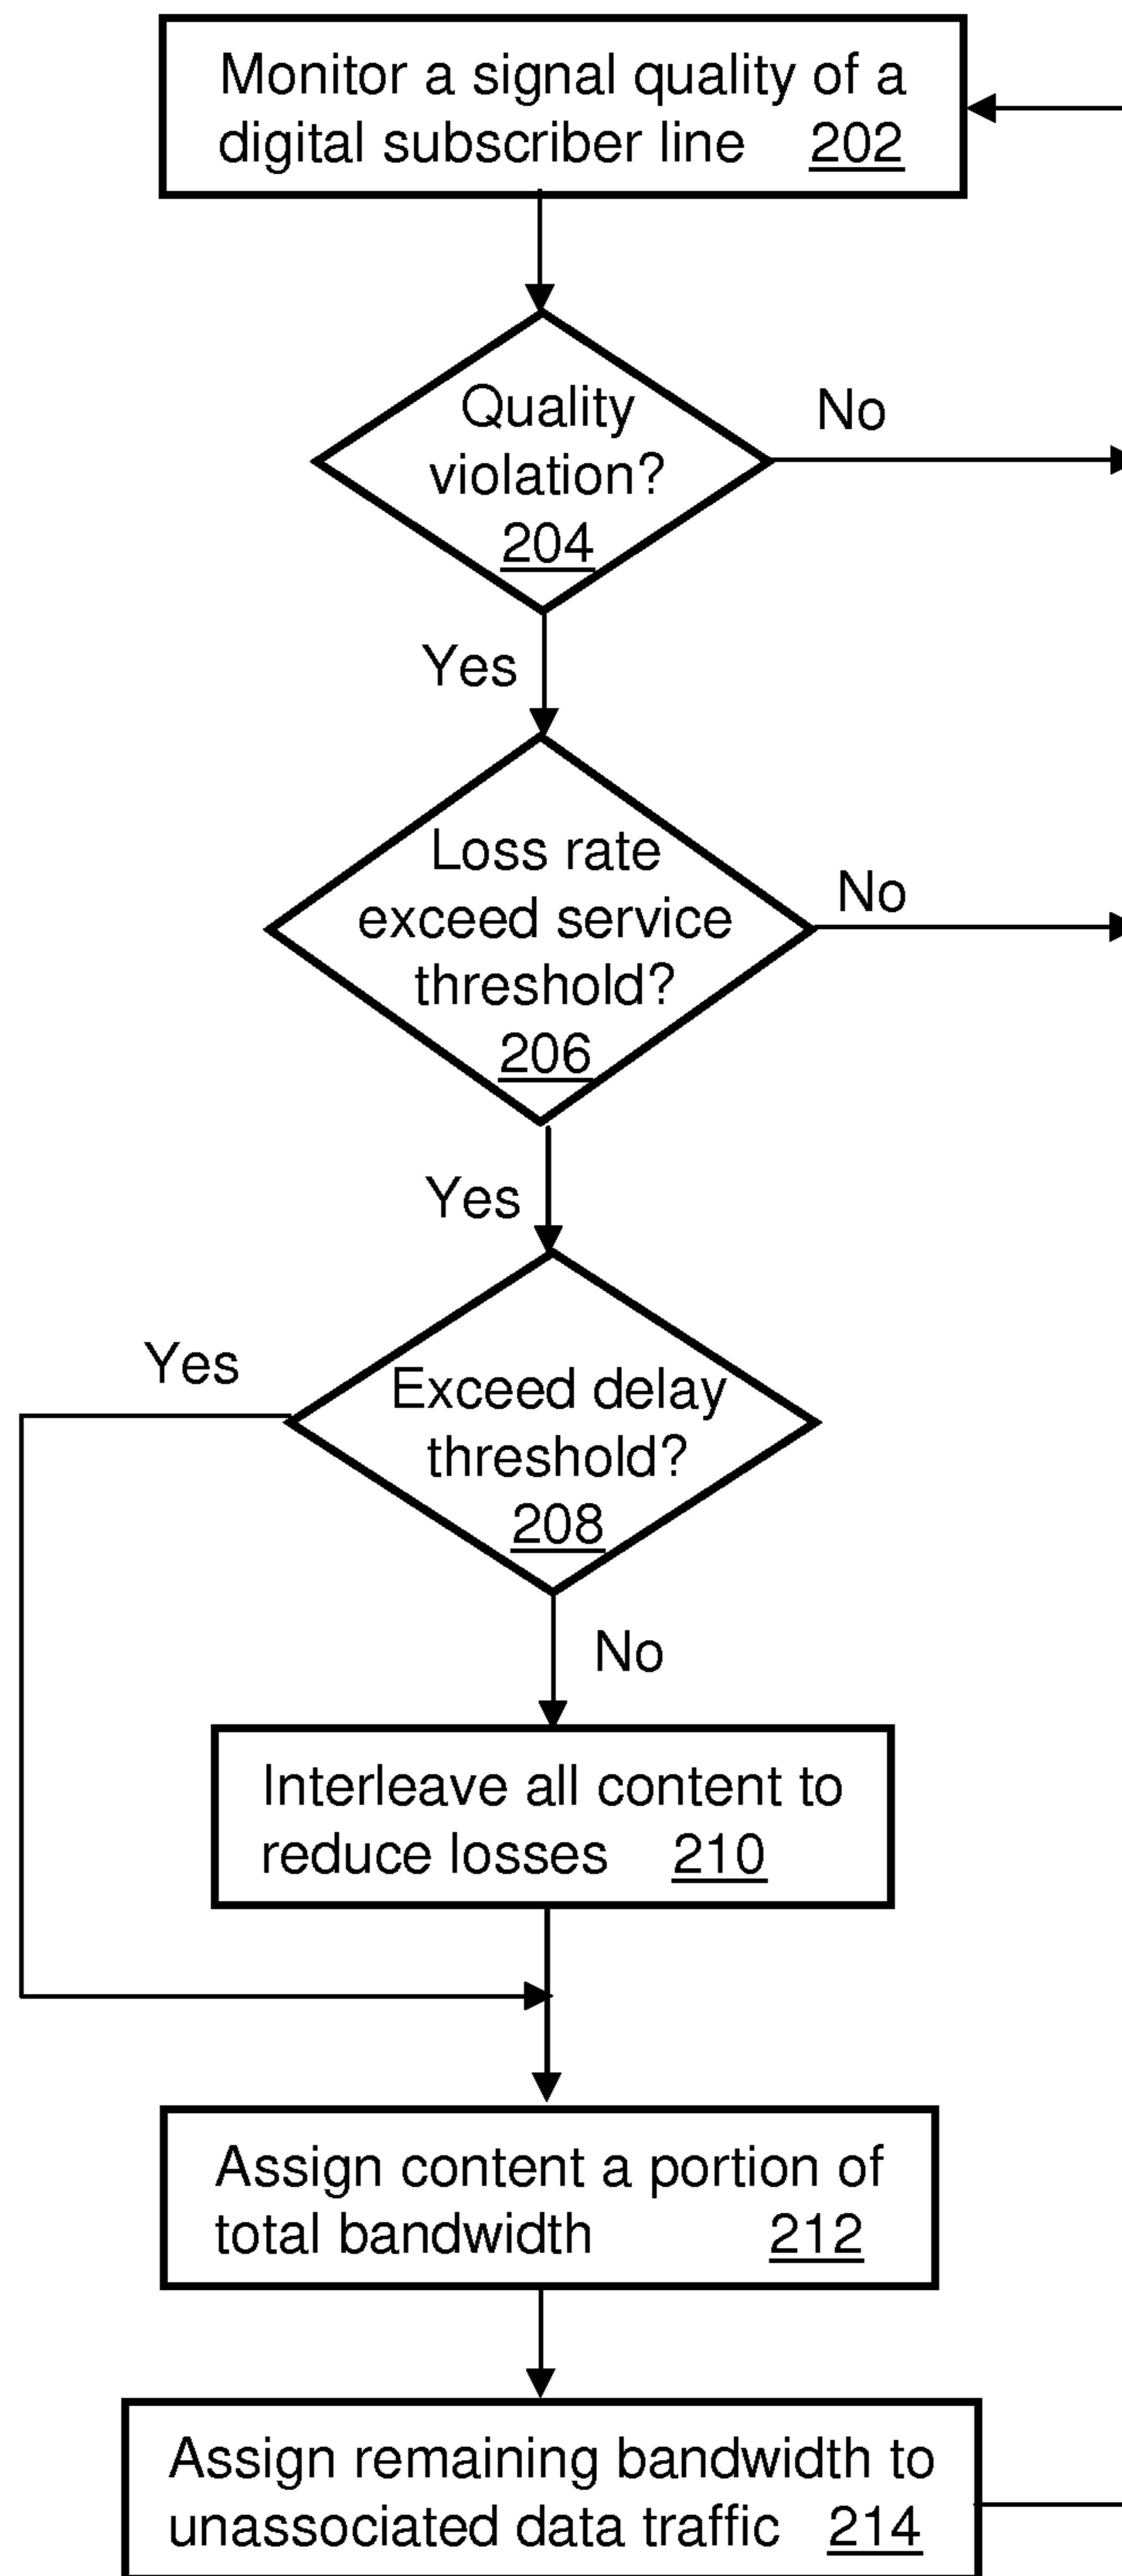 Monitor a signal quality of a
digital subscriber line 202
Quality
violation?
204
No
Yes
Loss rate
exceed service
threshold?
206
No
Yes
Exceed delay
threshold?
208
Yes
No
Interleave all content to
reduce losses 210
Assign content a portion of
total bandwidth 212
Assign remaining bandwidth to
unassociated data traffic 214